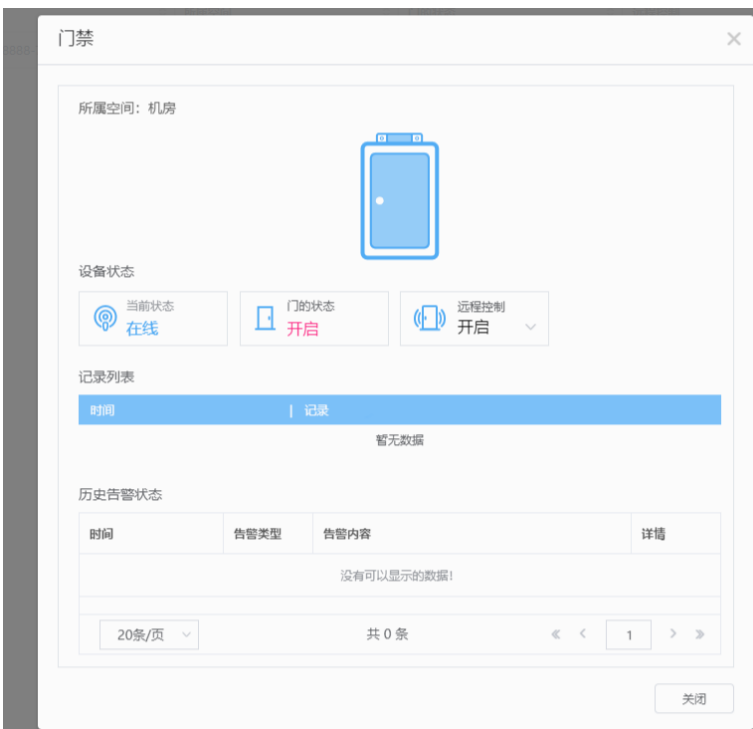 门禁
所属空间：机房
设备状态
当前状态
在线
门的状态
开启
远程控制
开启
记录列表
时间 | 记录
暂无数据
历史告警状态
时间 告警类型 告警内容 详情
没有可以显示的数据!
20条/页 共 0 条 1
关闭